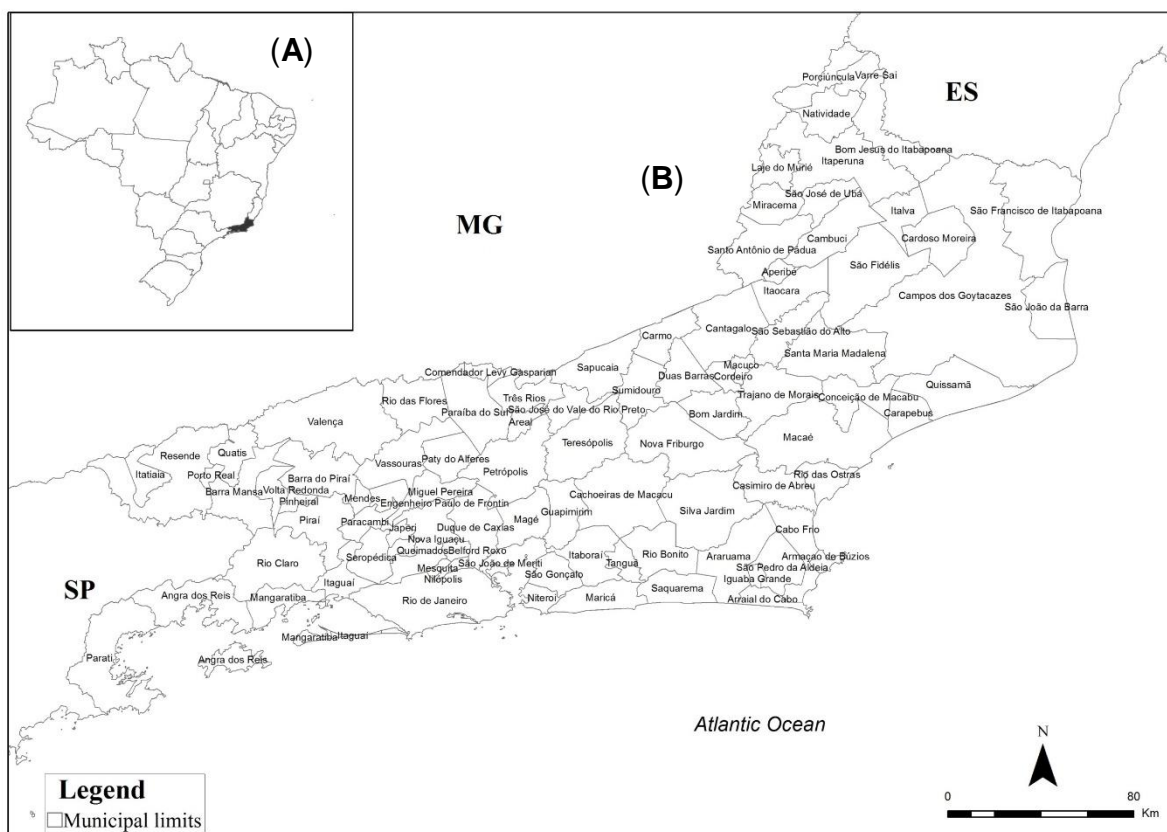 (A)
ES
(B)
MG
SP
Porciúncula
Varre-Sai
Natividade
Bom Jesus do Itabapoana
Itaperuna
Laje do Murié
São José de Ubá
Miracema
Italva
São Francisco de Itabapoana
Cambuci
Cardoso Moreira
Santo Antônio de Pádua
São Fidélis
Aperibé
Itaocara
Campos dos Goytacazes
São João da Barra
Cantagalo
São Sebastião do Alto
Carmo
Santa Maria Madalena
Macuco
Cordeiro
Duas Barras
Comendador Levy Gasparian
Sapucaia
Sumidouro
Quissamã
Trajano de Morais
Conceição de Macabu
Carapebus
Rio das Flores
Três Rios
Paraíba do Sul
São José do Vale do Rio Preto
Areal
Bom Jardim
Valença
Macaé
Teresópolis
Nova Friburgo
Resende
Quatis
Vassouras
Paty do Alferes
Petrópolis
Itatiaia
Porto Real
Barra do Piraí
Rio das Ostras
Casimiro de Abreu
Barra Mansa
Volta Redonda
Pinheiral
Mendes
Miguel Pereira
Engenheiro Paulo de Frontin
Cachoeiras de Macacu
Guapimirim
Silva Jardim
Piraí
Paracambi
Japeri
Duque de Caxias
Magé
Cabo Frio
Nova Iguaçu
Queimados
Belford Roxo
Seropédica
Rio Claro
Itaboraí
Rio Bonito
Araruama
Armação de Búzios
Tanguá
São João de Meriti
Mesquita
São Gonçalo
São Pedro da Aldeia
Iguaba Grande
Nilópolis
Itaguaí
Saquarema
Arraial do Cabo
Angra dos Reis
Mangaratiba
Rio de Janeiro
Niterói
Maricá
Mangaratiba
Itaguaí
Parati
Angra dos Reis
Atlantic Ocean
N
Legend
Municipal limits
0
80
Km